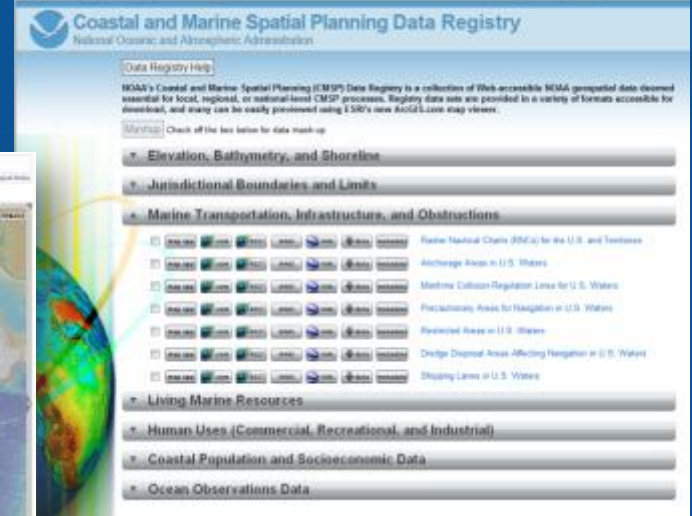 Coastal and Marine Spatial Planning Data Registry
National Oceanic and Atmospheric Administration
Data Registry Help
NOAA's Coastal and Marine Spatial Planning (CMSP) Data Registry is a collection of Web-accessible NOAA geospatial data deemed
essential for local, regional, or national-level CMSP processes. Registry data sets are provided in a variety of formats accessible for
download, and many can be easily previewed using ESRI's new ArcGIS.com map viewer.
Mashup Check off the box below for data mash-up
Elevation, Bathymetry, and Shoreline
Jurisdictional Boundaries and Limits
Marine Transportation, Infrastructure, and Obstructions
Raster Nautical Charts (RNCs) for the U.S. and Territories
Anchorage Areas in U.S. Waters
Maritime Collision Regulation Lines for U.S. Waters
Precautionary Areas for Navigation in U.S. Waters
Restricted Areas in U.S. Waters
Dredge Disposal Areas Affecting Navigation in U.S. Waters
Shipping Lanes in U.S. Waters
Living Marine Resources
Human Uses (Commercial, Recreational, and Industrial)
Coastal Population and Socioeconomic Data
Ocean Observations Data